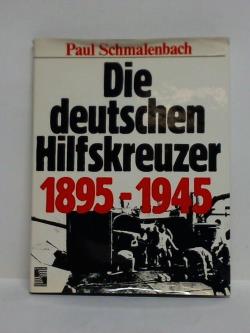 Paul Schmalenbach
Die
deutschen
Hilfskreuzer
1895-1945